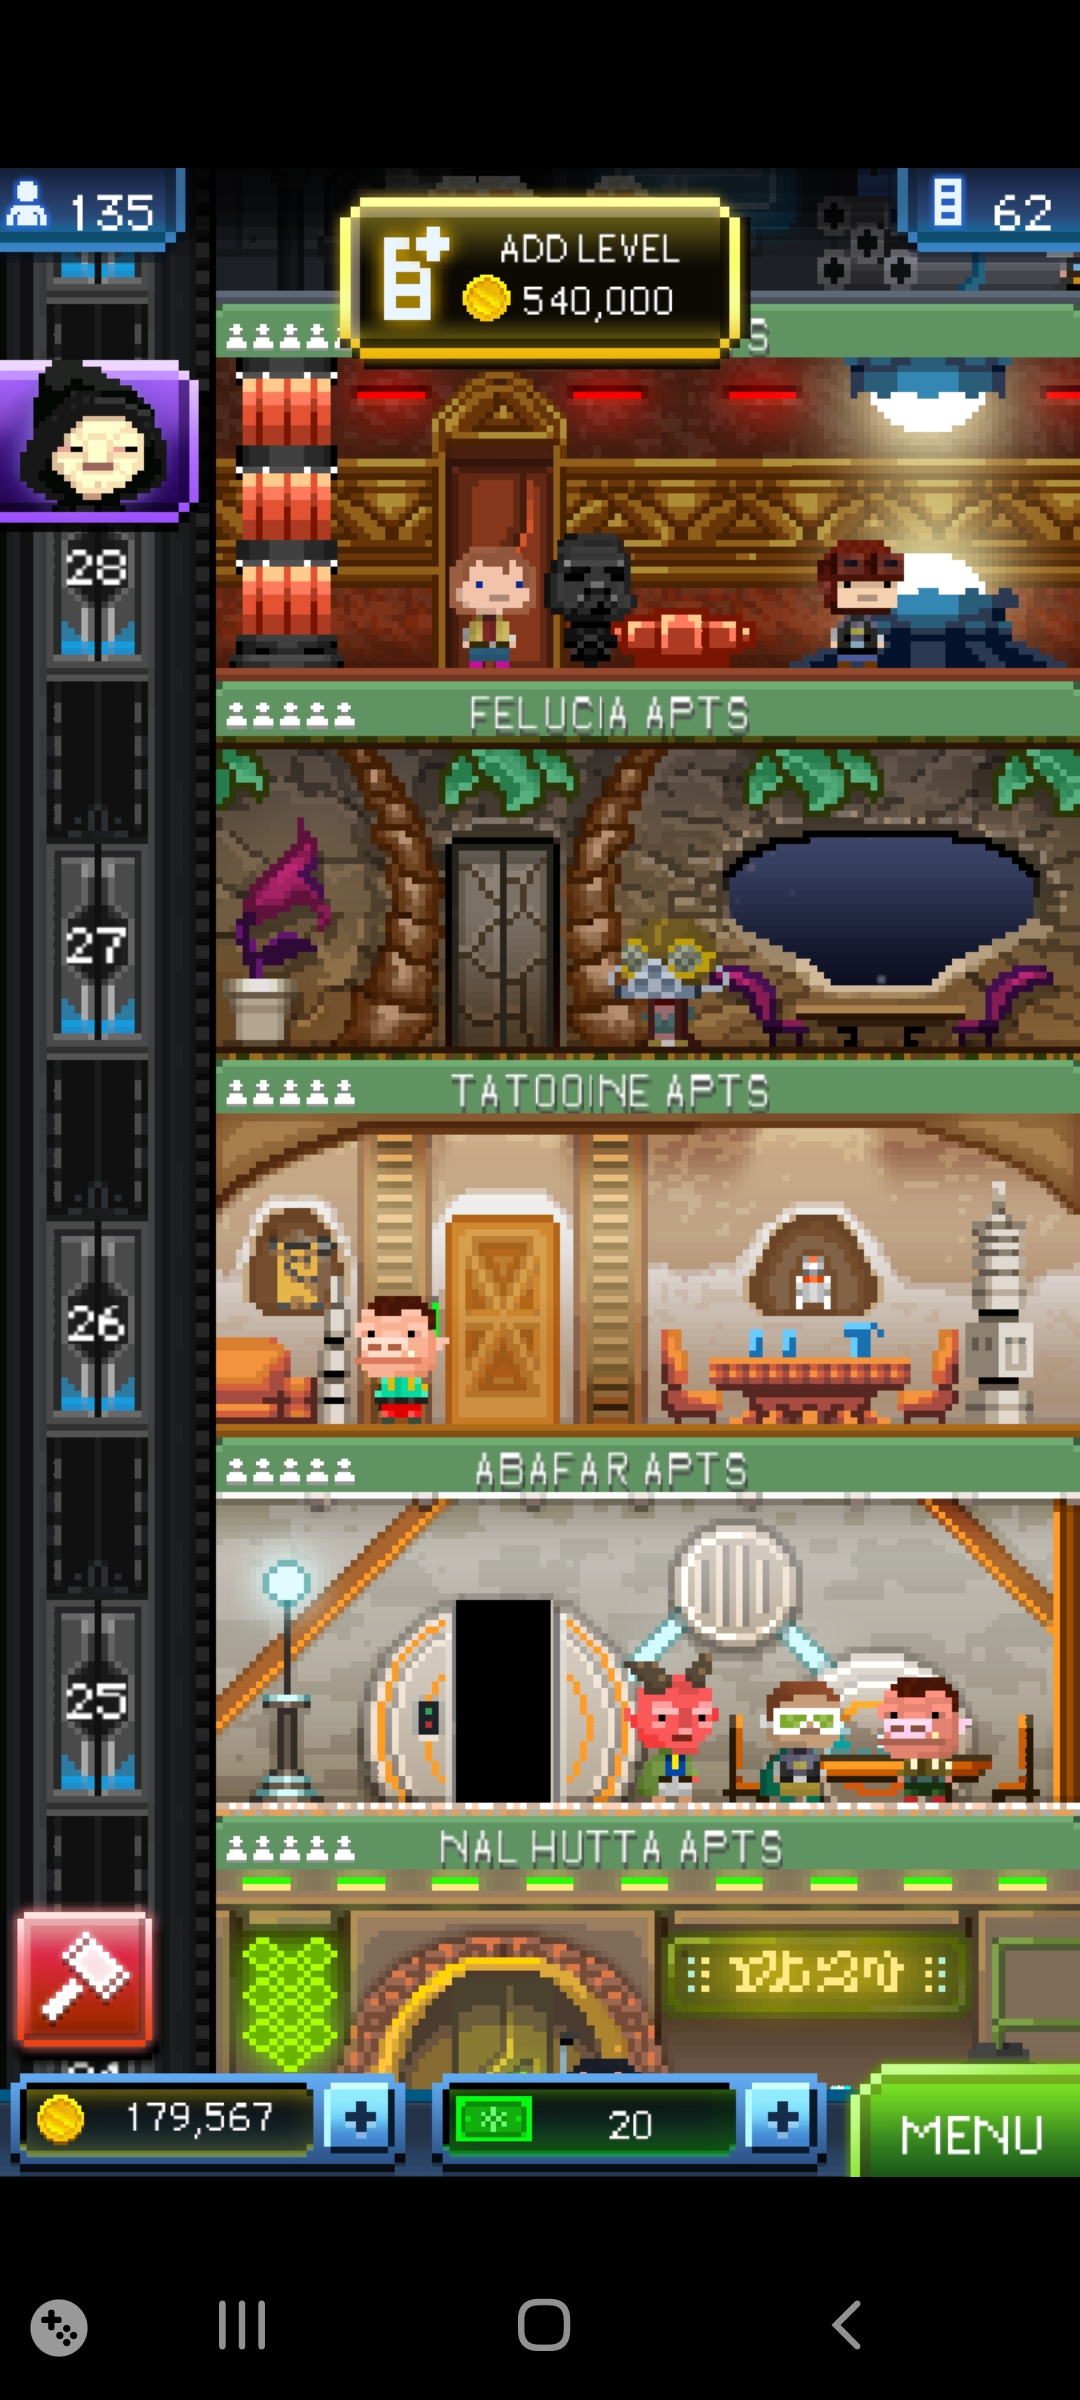 135
62
ADD LEVEL
540,000
S
28
FELUCIA APTS
27
TATOOINE APTS
26
ABAFAR APTS
25
NAL HUTTA APTS
179,567
20
MENU